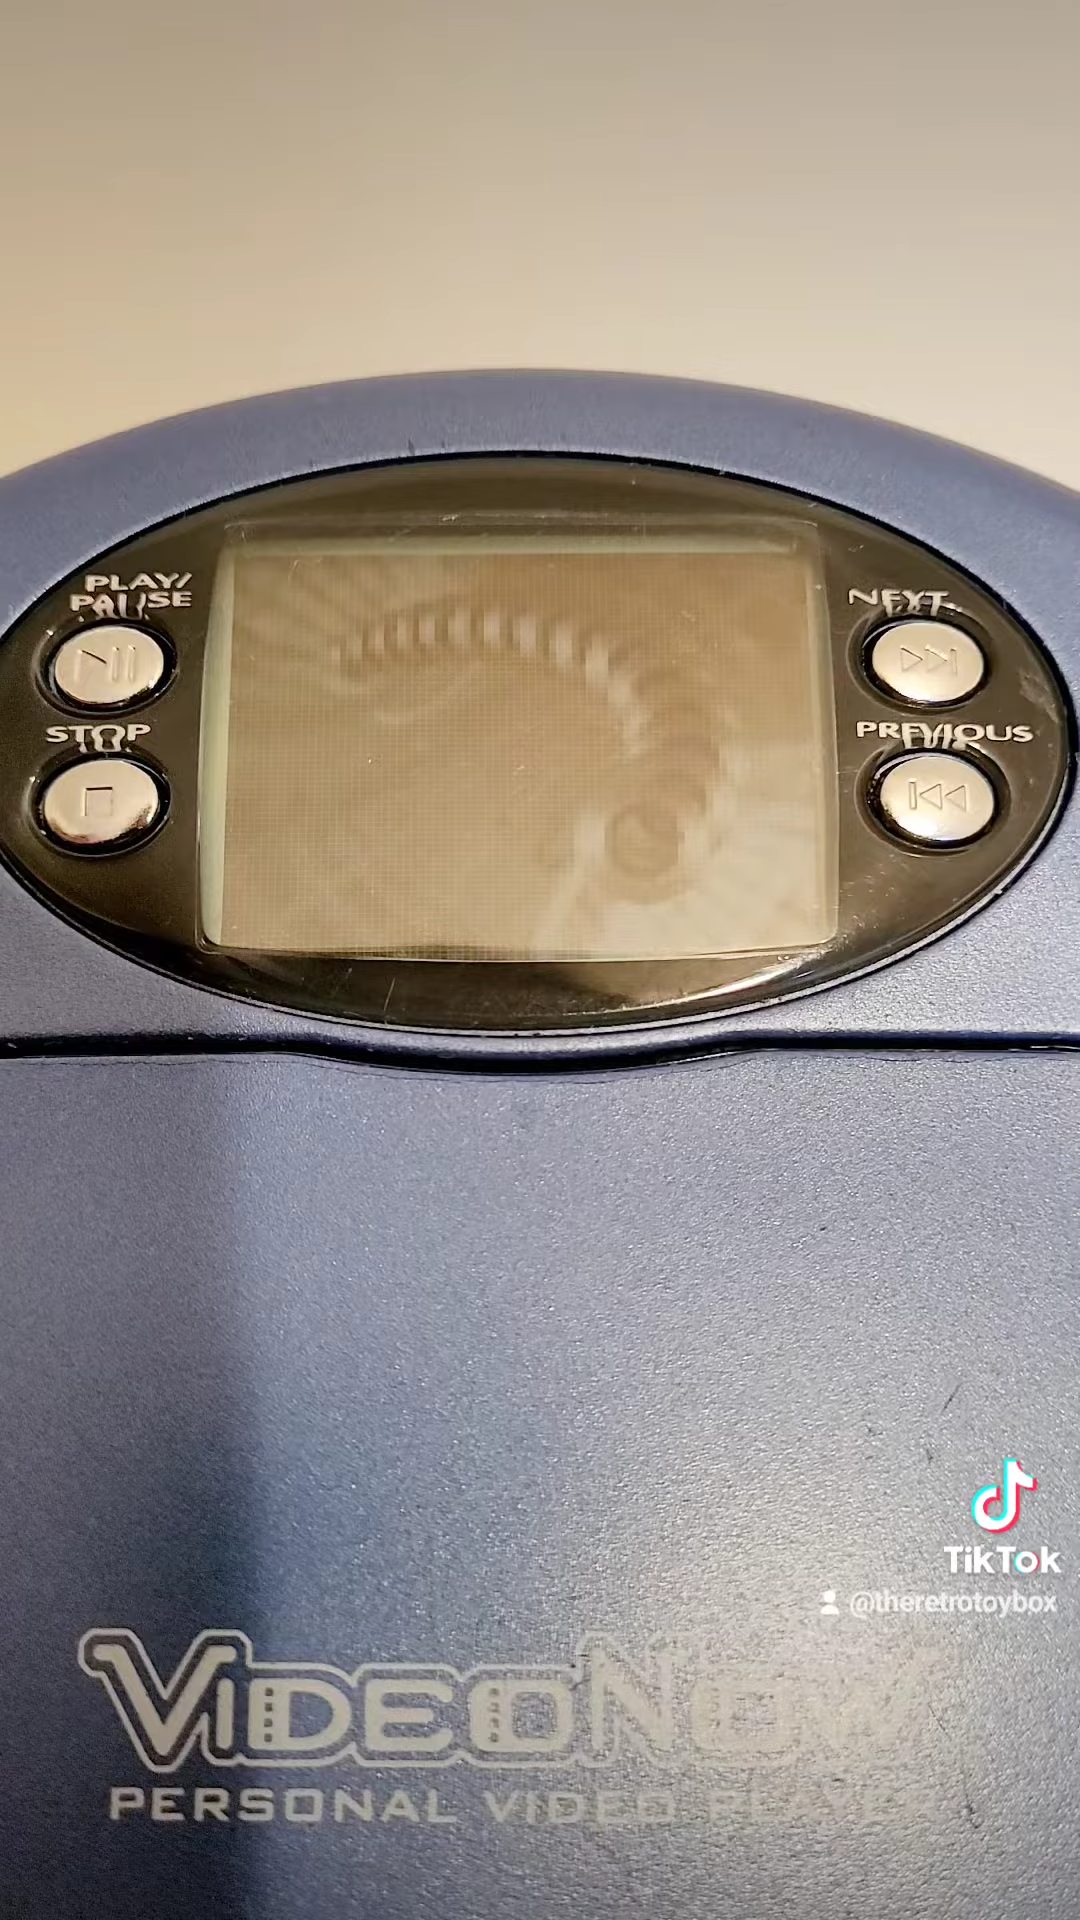 PLAY/
PAUSE
NEXT
STOP
PREVIOUS
TikTok
@theretrotoybox
VIDEONOW
PERSONAL VIDEO PLAYER